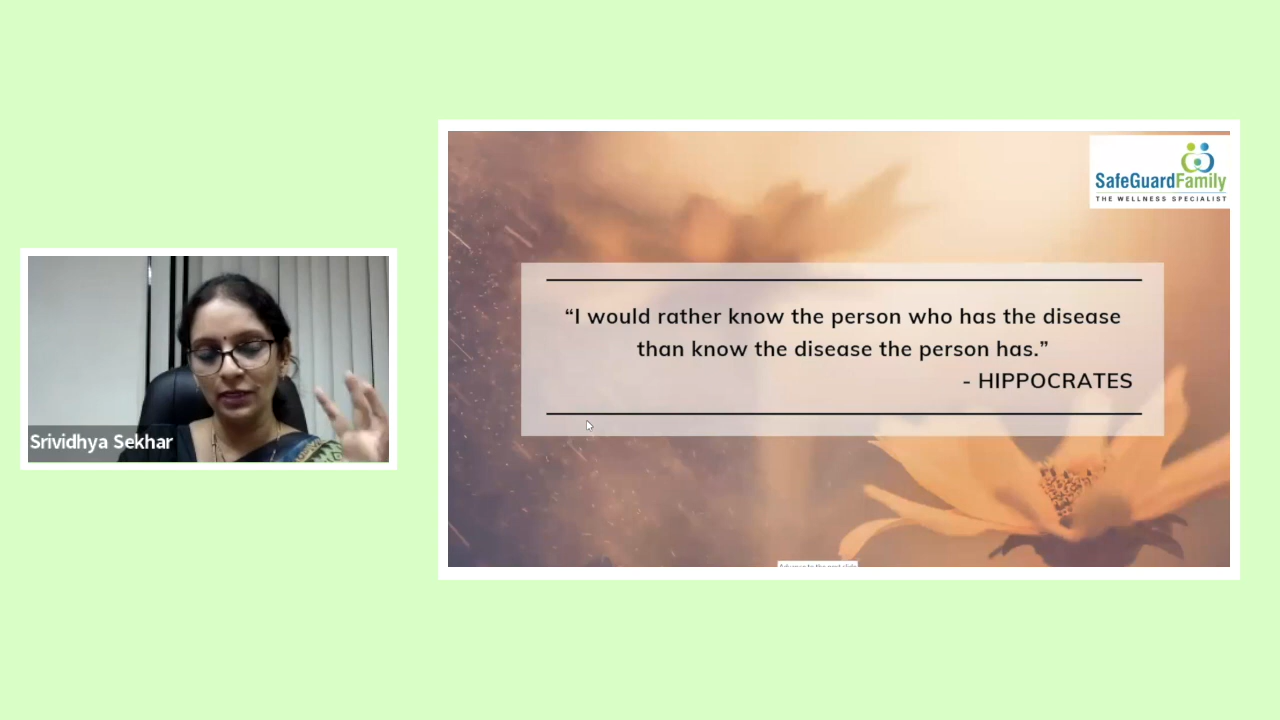 SafeGuardFamily
THE WELLNESS SPECIALIST
“I would rather know the person who has the disease
than know the disease the person has.”
- HIPPOCRATES
Srividhya Sekhar